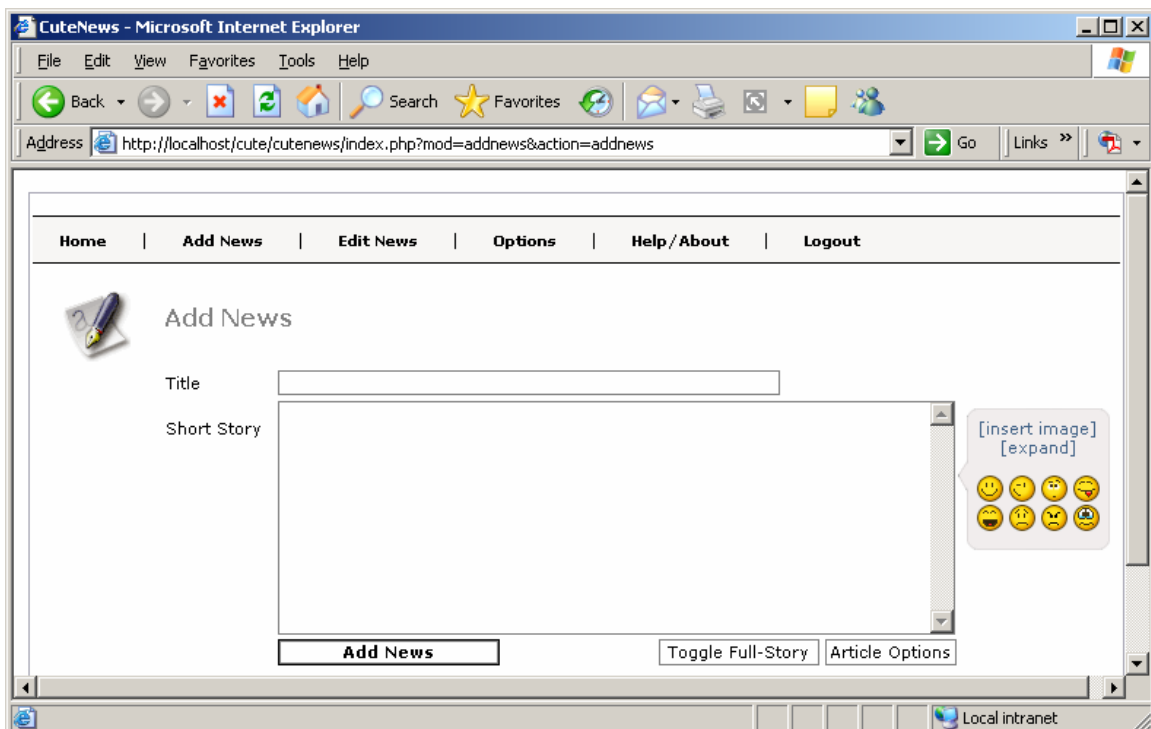 CuteNews - Microsoft Internet Explorer
File Edit View Favorites Tools Help
Back Search Favorites
Address http://localhost/cute/cutenews/index.php?mod=addnews&action=addnews Go Links »
Home | Add News | Edit News | Options | Help/About | Logout
Add News
Title
Short Story
[insert image]
[expand]
Add News Toggle Full-Story Article Options
Local intranet